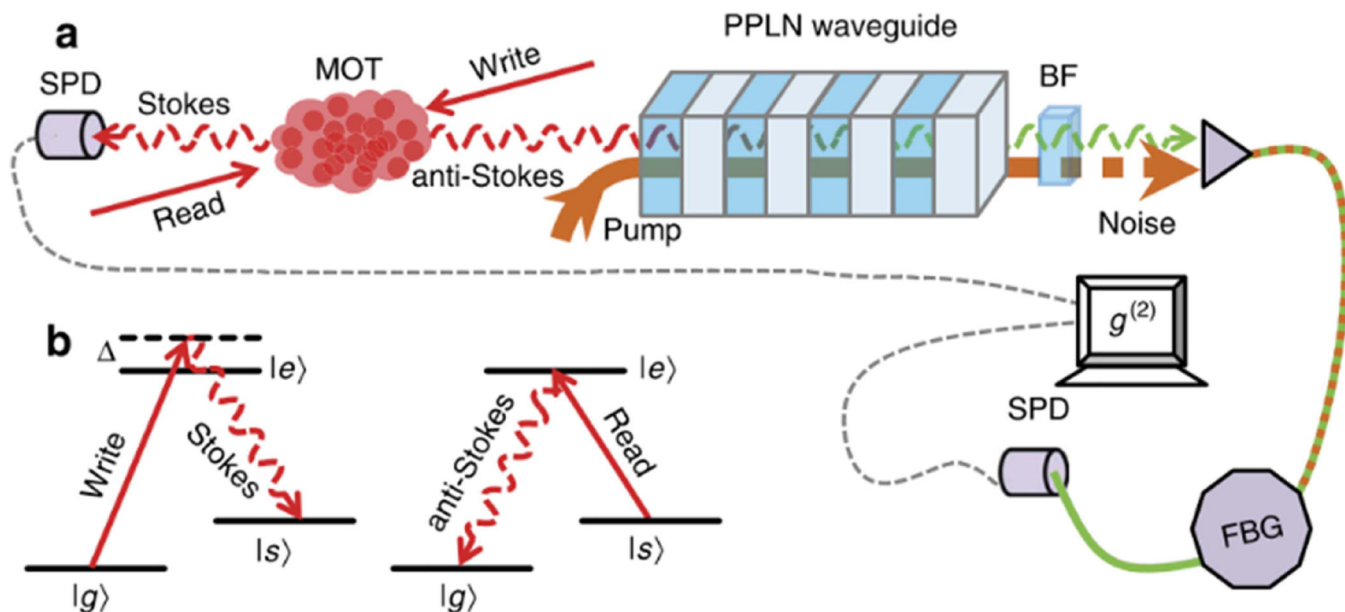 a
SPD
Stokes
MOT
Write
PPLN waveguide
BF
Read
anti-Stokes
Pump
Noise
g(2)
SPD
FBG
b
Δ
|e⟩
Write
Stokes
|s⟩
|g⟩
|e⟩
anti-Stokes
Read
|s⟩
|g⟩